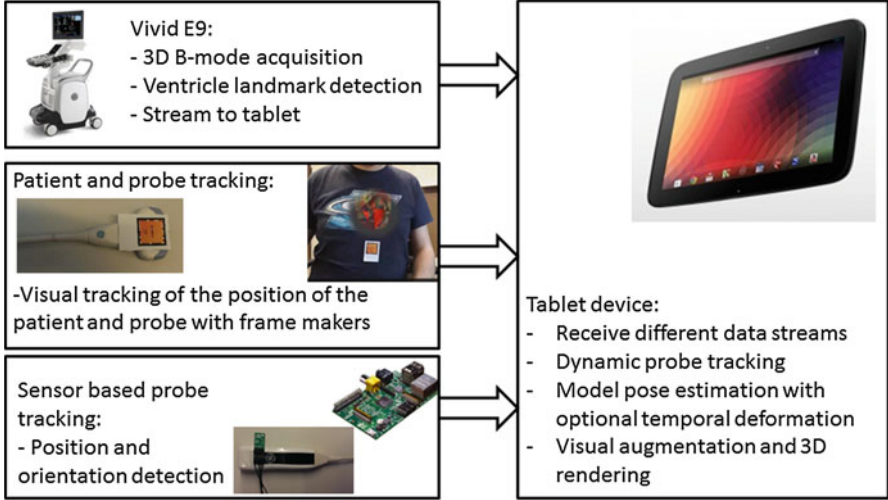 Vivid E9:
- 3D B-mode acquisition
- Ventricle landmark detection
- Stream to tablet
Patient and probe tracking:
-Visual tracking of the position of the
patient and probe with frame makers
Sensor based probe
tracking:
- Position and
orientation detection
Tablet device:
- Receive different data streams
- Dynamic probe tracking
- Model pose estimation with
optional temporal deformation
- Visual augmentation and 3D
rendering